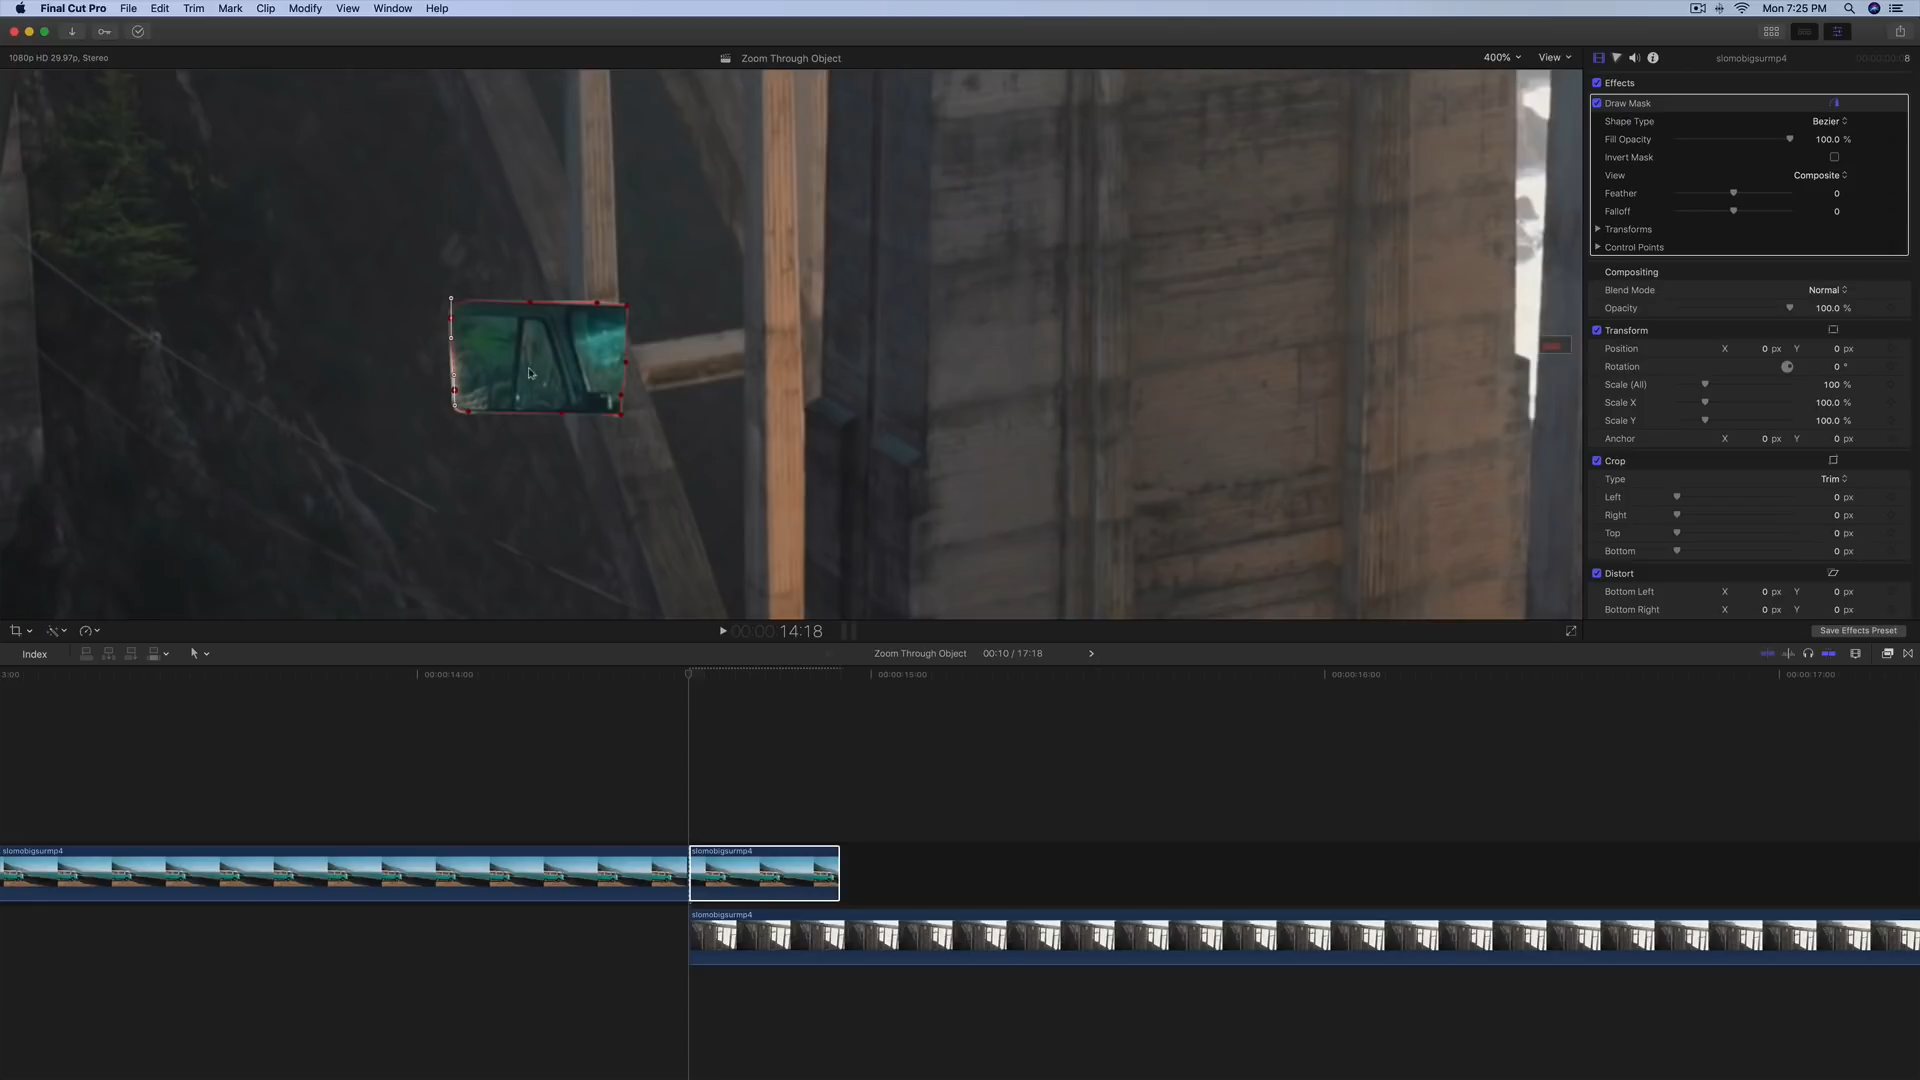 Final Cut Pro File Edit Trim Mark Clip Modify View Window Help Mon 7:25 PM
1080p HD 29.97p, Stereo Zoom Through Object 400% View slomobigsurmp4 00:00:00:08
Effects
Draw Mask
Shape Type Bezier
Fill Opacity 100.0 %
Invert Mask
View Composite
Feather 0
Falloff 0
Transforms
Control Points
Compositing
Blend Mode Normal
Opacity 100.0 %
Transform
Position X 0 px Y 0 px
Rotation 0 °
Scale (All) 100 %
Scale X 100.0 %
Scale Y 100.0 %
Anchor X 0 px Y 0 px
Crop
Type Trim
Left 0 px
Right 0 px
Top 0 px
Bottom 0 px
Distort
Bottom Left X 0 px Y 0 px
Bottom Right X 0 px Y 0 px
00:00:14:18 Save Effects Preset
Index Zoom Through Object 00:10 / 17:18
3:00 00:00:14:00 00:00:15:00 00:00:16:00 00:00:17:00
slomobigsurmp4 slomobigsurmp4
slomobigsurmp4